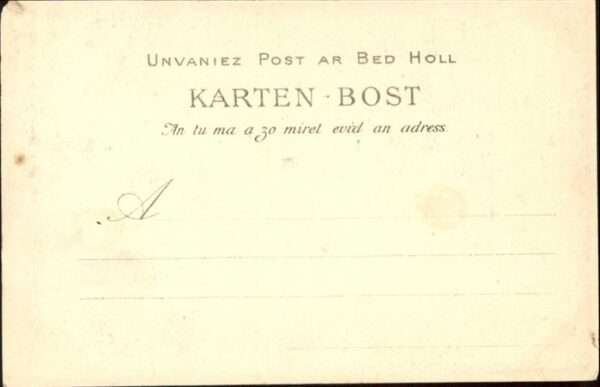 UNVANIEZ POST AR BED HOLL
KARTEN-BOST
An tu ma a zo miret evid an adress
A